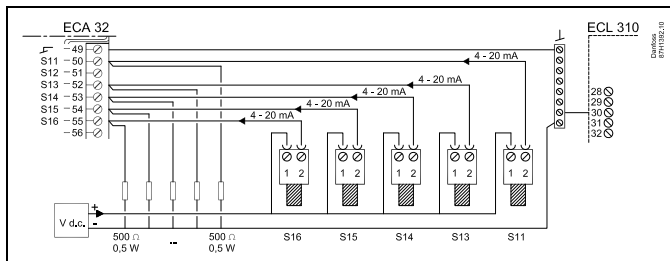 ECA 32
ECL 310
Danfoss
87H1392.10
49
S11 50
S12 51
S13 52
S14 53
S15 54
S16 55
56
4 - 20 mA
4 - 20 mA
4 - 20 mA
4 - 20 mA
4 - 20 mA
28
29
30
31
32
1 2
1 2
1 2
1 2
1 2
V d.c.
+
-
500 Ω
0,5 W
---
500 Ω
0,5 W
S16
S15
S14
S13
S11